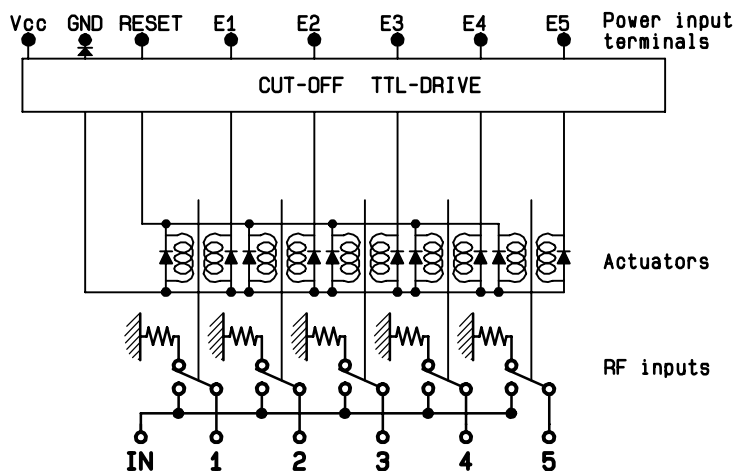 Vcc GND RESET E1 E2 E3 E4 E5 Power input
terminals
CUT-OFF TTL-DRIVE
Actuators
RF inputs
IN 1 2 3 4 5